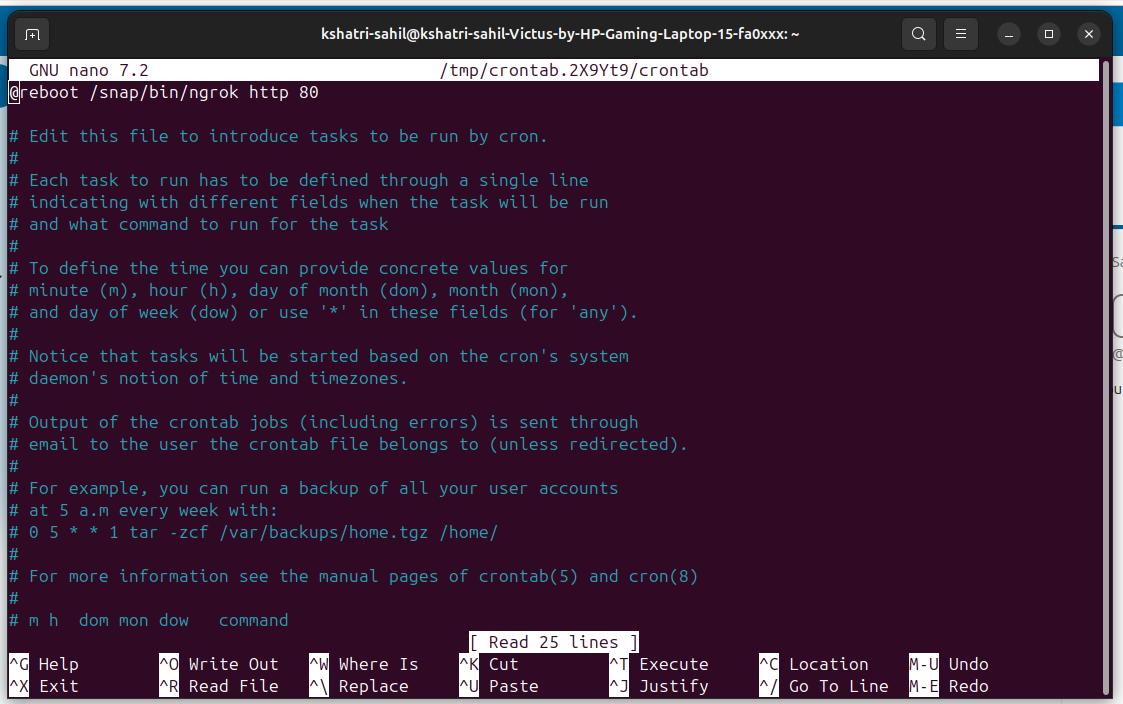 kshatri-sahil@kshatri-sahil-Victus-by-HP-Gaming-Laptop-15-fa0xxx: ~
GNU nano 7.2 /tmp/crontab.2X9Yt9/crontab
@reboot /snap/bin/ngrok http 80
# Edit this file to introduce tasks to be run by cron.
#
# Each task to run has to be defined through a single line
# indicating with different fields when the task will be run
# and what command to run for the task
#
# To define the time you can provide concrete values for
# minute (m), hour (h), day of month (dom), month (mon),
# and day of week (dow) or use '*' in these fields (for 'any').
#
# Notice that tasks will be started based on the cron's system
# daemon's notion of time and timezones.
#
# Output of the crontab jobs (including errors) is sent through
# email to the user the crontab file belongs to (unless redirected).
#
# For example, you can run a backup of all your user accounts
# at 5 a.m every week with:
# 0 5 * * 1 tar -zcf /var/backups/home.tgz /home/
#
# For more information see the manual pages of crontab(5) and cron(8)
#
# m h  dom mon dow   command
[ Read 25 lines ]
^G Help ^O Write Out ^W Where Is ^K Cut ^T Execute ^C Location M-U Undo
^X Exit ^R Read File ^\ Replace ^U Paste ^J Justify ^/ Go To Line M-E Redo